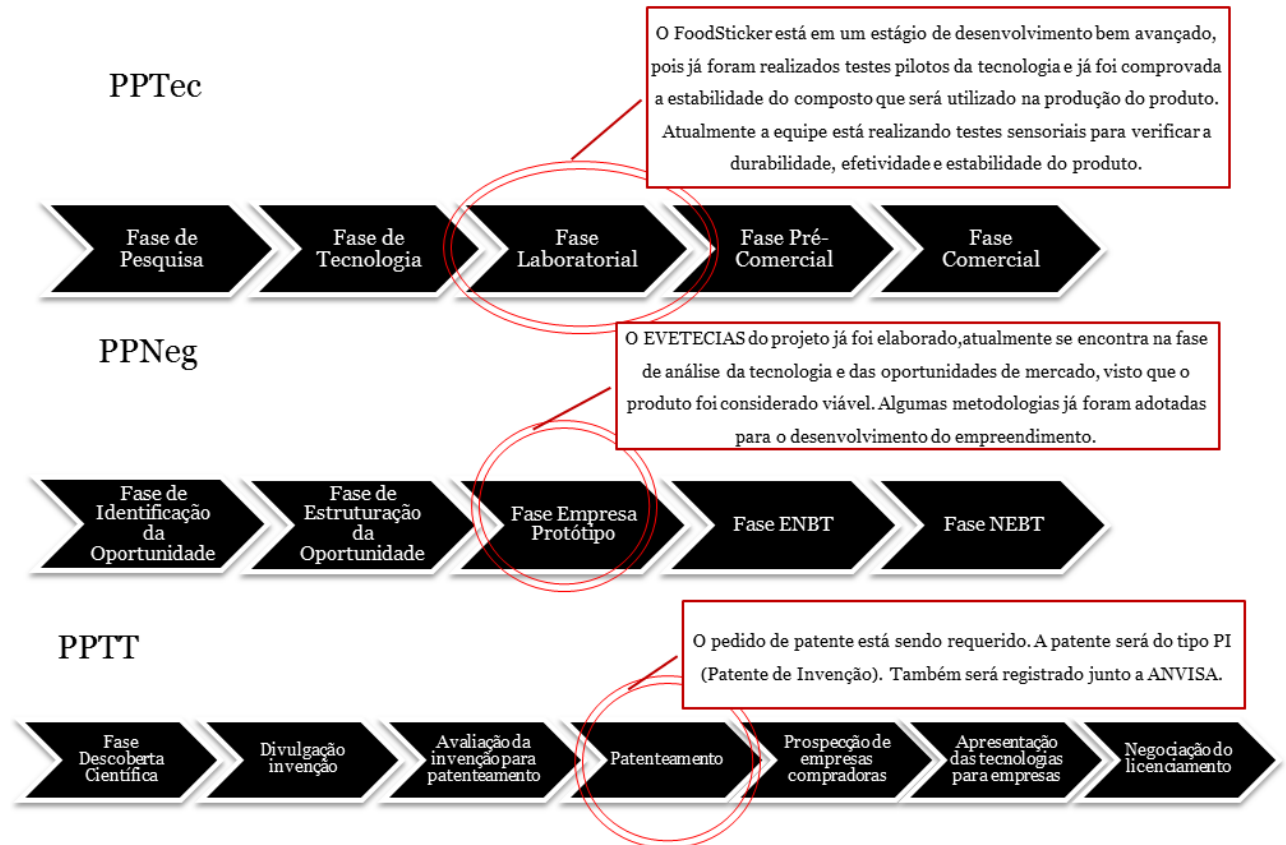 O FoodSticker está em um estágio de desenvolvimento bem avançado,
pois já foram realizados testes pilotos da tecnologia e já foi comprovada
a estabilidade do composto que será utilizado na produção do produto.
Atualmente a equipe está realizando testes sensoriais para verificar a
durabilidade, efetividade e estabilidade do produto.
PPTec
Fase de
Pesquisa
Fase de
Tecnologia
Fase
Laboratorial
Fase Pré-
Comercial
Fase
Comercial
PPNeg
O EVETECIAS do projeto já foi elaborado,atualmente se encontra na fase
de análise da tecnologia e das oportunidades de mercado, visto que o
produto foi considerado viável. Algumas metodologias já foram adotadas
para o desenvolvimento do empreendimento.
Fase de
Identificação
da
Oportunidade
Fase de
Estruturação
da
Oportunidade
Fase Empresa
Protótipo
Fase ENBT
Fase NEBT
PPTT
O pedido de patente está sendo requerido. A patente será do tipo PI
(Patente de Invenção). Também será registrado junto a ANVISA.
Fase
Descoberta
Científica
Divulgação
invenção
Avaliação da
invenção para
patenteamento
Patenteamento
Prospecção de
empresas
compradoras
Apresentação
das tecnologias
para empresas
Negociação do
licenciamento